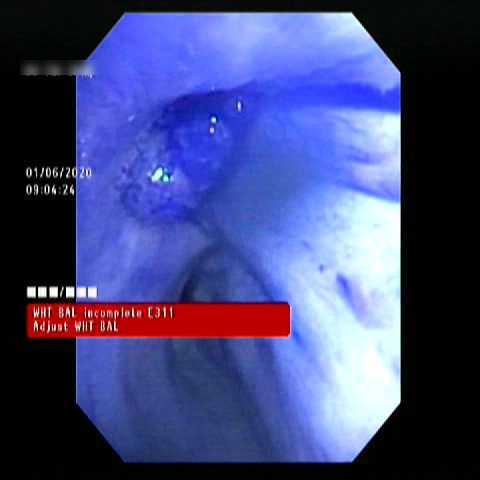 01/06/2020
09:04:24
■■■/■■■
WHT BAL incomplete E311
Adjust WHT BAL